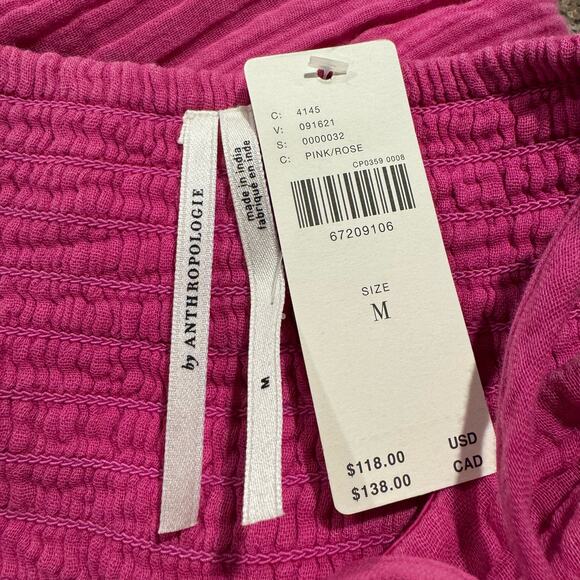 by ANTHROPOLOGIE
made in india
fabriqué en inde
M
C: 4145
V: 091621
S: 0000032
C: PINK/ROSE
CP0359 0008
67209106
SIZE
M
$118.00 USD
$138.00 CAD